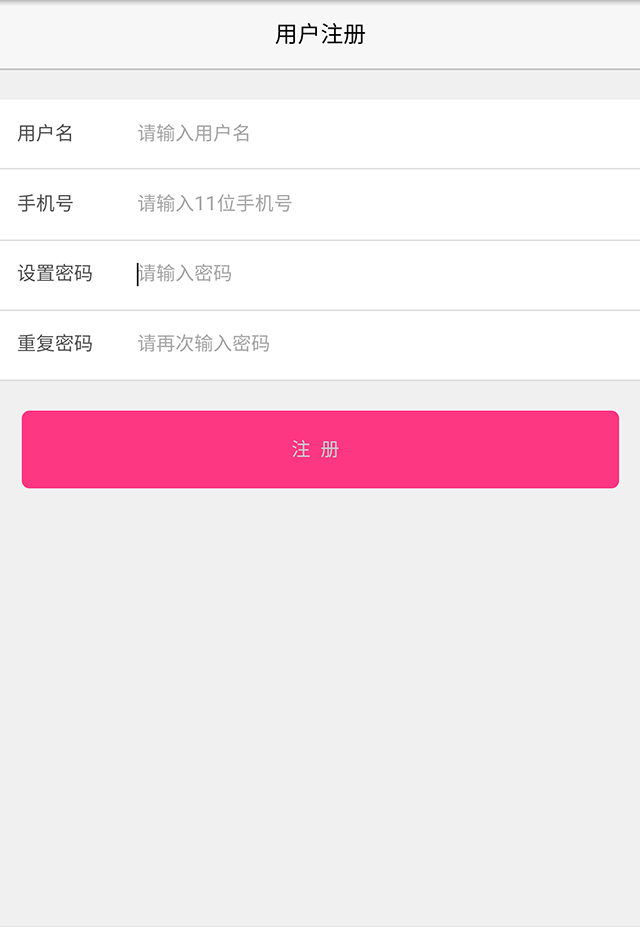 用户注册
用户名 请输入用户名
手机号 请输入11位手机号
设置密码 请输入密码
重复密码 请再次输入密码
注 册